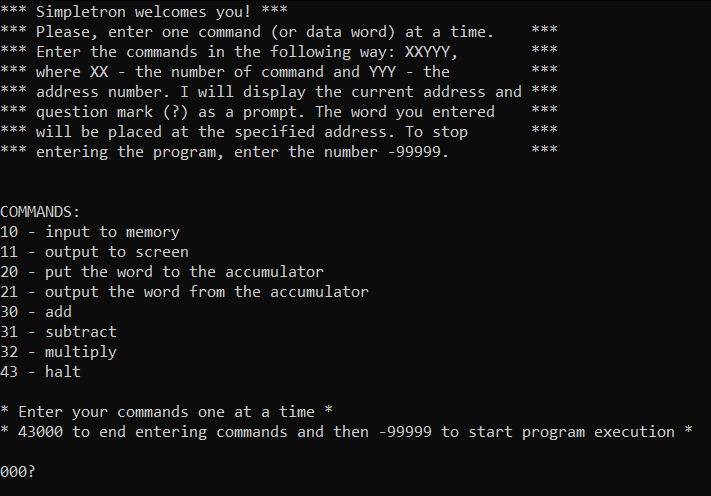 *** Simpletron welcomes you! ***
*** Please, enter one command (or data word) at a time.    ***
*** Enter the commands in the following way: XXYYY,        ***
*** where XX - the number of command and YYY - the         ***
*** address number. I will display the current address and ***
*** question mark (?) as a prompt. The word you entered    ***
*** will be placed at the specified address. To stop       ***
*** entering the program, enter the number -99999.         ***
COMMANDS:
10 - input to memory
11 - output to screen
20 - put the word to the accumulator
21 - output the word from the accumulator
30 - add
31 - subtract
32 - multiply
43 - halt
* Enter your commands one at a time *
* 43000 to end entering commands and then -99999 to start program execution *
000?